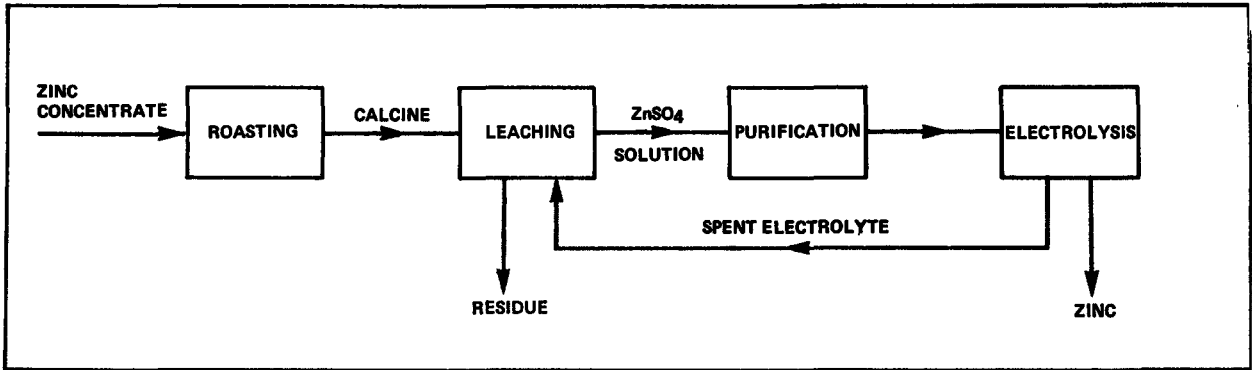 ZINC
CONCENTRATE
ROASTING
CALCINE
LEACHING
ZnSO4
SOLUTION
PURIFICATION
ELECTROLYSIS
SPENT ELECTROLYTE
RESIDUE
ZINC